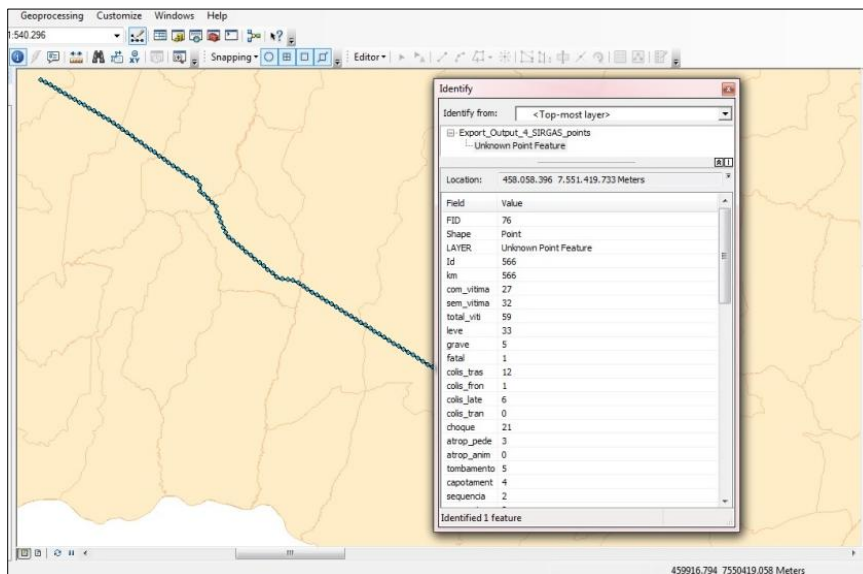 Geoprocessing Customize Windows Help
1:540.296
Snapping Editor
Identify
Identify from: <Top-most layer>
Export_Output_4_SIRGAS_points
Unknown Point Feature
Location: 458.058.396 7.551.419.733 Meters
Field Value
FID 76
Shape Point
LAYER Unknown Point Feature
Id 566
km 566
com_vitima 27
sem_vitima 32
total_viti 59
leve 33
grave 5
fatal 1
colis_tras 12
colis_fron 1
colis_late 6
colis_tran 0
choque 21
atrop_pede 3
atrop_anim 0
tombamento 5
capotament 4
sequencia 2
Identified 1 feature
459916.794 7550419.058 Meters